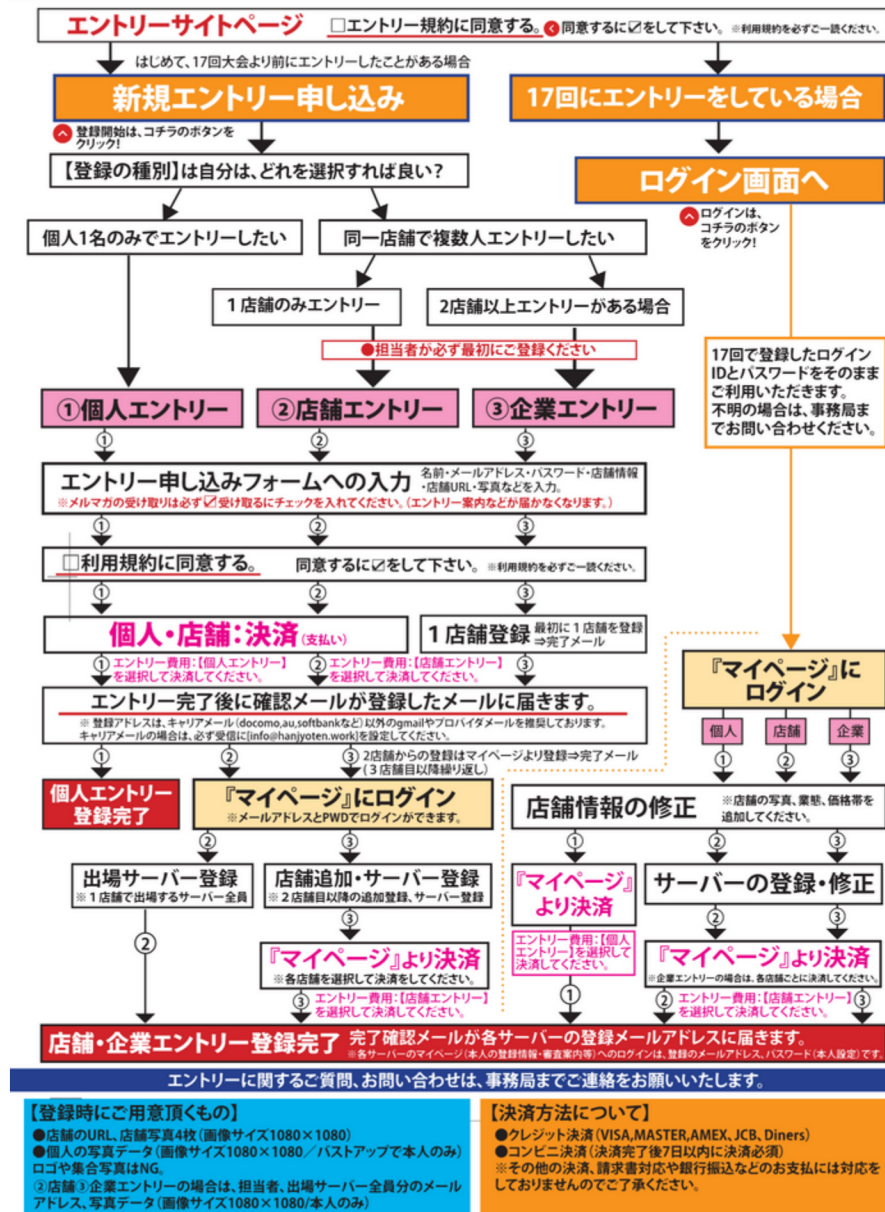 エントリーサイトページ □エントリー規約に同意する。 同意するに☑をして下さい。 ※利用規約を必ずご一読ください。
はじめて、17回大会より前にエントリーしたことがある場合
新規エントリー申し込み
17回にエントリーをしている場合
登録開始は、コチラのボタンを
クリック!
【登録の種別】は自分は、どれを選択すれば良い?
ログイン画面へ
ログインは、
コチラのボタン
をクリック!
個人1名のみでエントリーしたい
同一店舗で複数人エントリーしたい
1店舗のみエントリー
2店舗以上エントリーがある場合
●担当者が必ず最初にご登録ください
17回で登録したログイン
IDとパスワードをそのまま
ご利用いただきます。
不明の場合は、事務局ま
でお問い合わせください。
①個人エントリー
②店舗エントリー
③企業エントリー
① ② ③
エントリー申し込みフォームへの入力 名前・メールアドレス・パスワード・店舗情報
・店舗URL・写真などを入力。
※メルマガの受け取りは必ず☑受け取るにチェックを入れてください。(エントリー案内などが届かなくなります。)
① ② ③
□利用規約に同意する。 同意するに☑をして下さい。 ※利用規約を必ずご一読ください。
① ② ③
個人・店舗:決済(支払い)
1店舗登録 最初に1店舗を登録
⇒完了メール
① エントリー費用:【個人エントリー】
を選択して決済してください。
② エントリー費用:【店舗エントリー】
を選択して決済してください。
③
エントリー完了後に確認メールが登録したメールに届きます。
※ 登録アドレスは、キャリアメール(docomo,au,softbankなど)以外のgmailやプロバイダメールを推奨しております。
キャリアメールの場合は、必ず受信に[info@hanjyoten.work]を設定してください。
① ② ③
2店舗からの登録はマイページより登録⇒完了メール
(3店舗目以降繰り返し)
『マイページ』に
ログイン
個人 店舗 企業
① ② ③
個人エントリー
登録完了
『マイページ』にログイン
※メールアドレスとPWDでログインができます。
店舗情報の修正 ※店舗の写真、業態、価格帯を
追加してください。
② ③
① ② ③
出場サーバー登録
※1店舗で出場するサーバー全員
店舗追加・サーバー登録
※2店舗目以降の追加登録、サーバー登録
『マイページ』
より決済
サーバーの登録・修正
② ③
② ③
エントリー費用:【個人
エントリー】を選択して
決済してください。
『マイページ』より決済
※各店舗を選択して決済をしてください。
『マイページ』より決済
※企業エントリーの場合は、各店舗ごとに決済してください。
③ エントリー費用:【店舗エントリー】
を選択して決済してください。
①
② エントリー費用:【店舗エントリー】 ③
を選択して決済してください。
店舗・企業エントリー登録完了 完了確認メールが各サーバーの登録メールアドレスに届きます。
※各サーバーのマイページ(本人の登録情報・審査案内等)へのログインは、登録のメールアドレス、パスワード(本人設定)です。
エントリーに関するご質問、お問い合わせは、事務局までご連絡をお願いいたします。
【登録時にご用意頂くもの】
●店舗のURL、店舗写真4枚(画像サイズ1080×1080)
●個人の写真データ(画像サイズ1080×1080/バストアップで本人のみ)
ロゴや集合写真はNG。
②店舗③企業エントリーの場合は、担当者、出場サーバー全員分のメール
アドレス、写真データ(画像サイズ1080×1080/本人のみ)
【決済方法について】
●クレジット決済(VISA,MASTER,AMEX, JCB, Diners)
●コンビニ決済(決済完了後7日以内に決済必須)
※その他の決済、請求書対応や銀行振込などのお支払には対応を
しておりませんのでご了承ください。